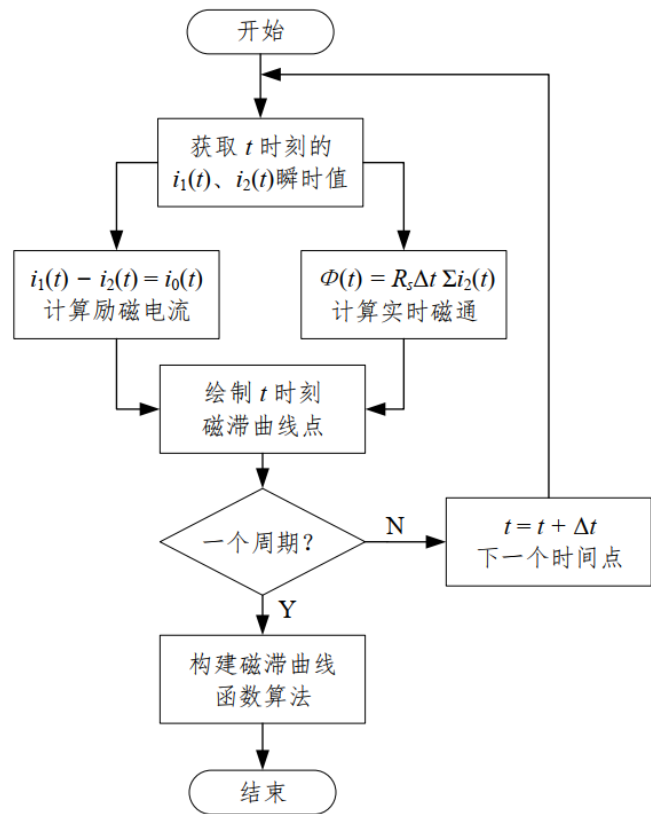 开始
获取 t 时刻的
i₁(t)、i₂(t)瞬时值
i₁(t) − i₂(t) = i₀(t)
计算励磁电流
Φ(t) = RₛΔt Σi₂(t)
计算实时磁通
绘制 t 时刻
磁滞曲线点
一个周期？
N
t = t + Δt
下一个时间点
Y
构建磁滞曲线
函数算法
结束